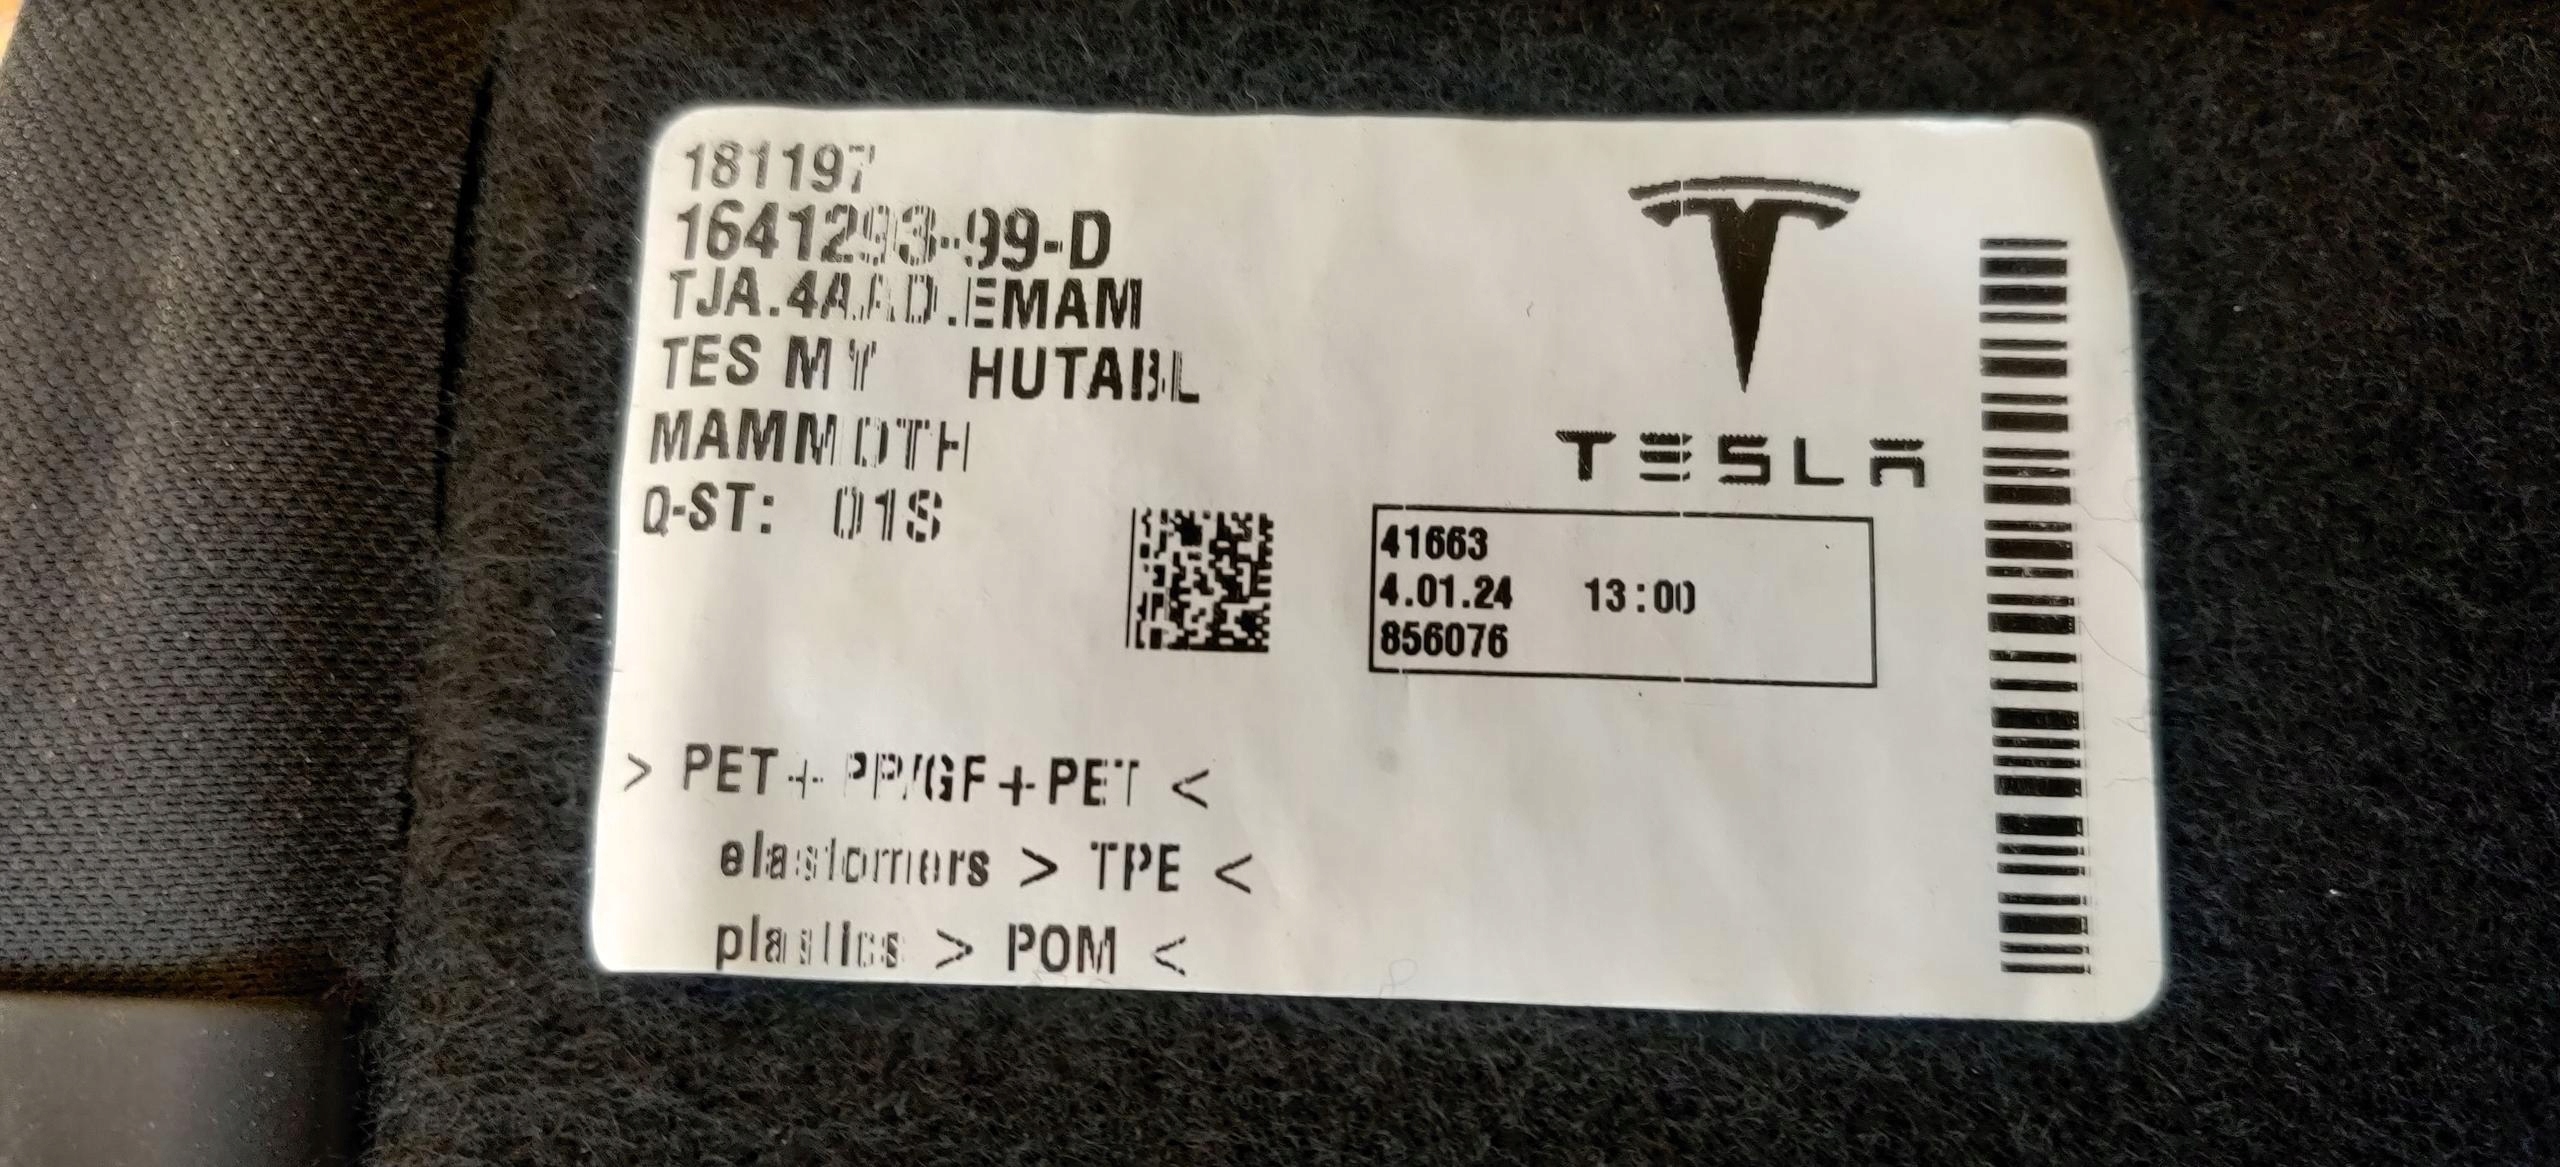 181197
1641293-99-D
TJA.4AAD.EMAM
TES MY HUTABL
MAMMOTH
Q-ST: 01S
TESLA
41663
4.01.24 13:00
856076
> PET+ PP/GF+PET <
elastomers > TPE <
plastics > POM <